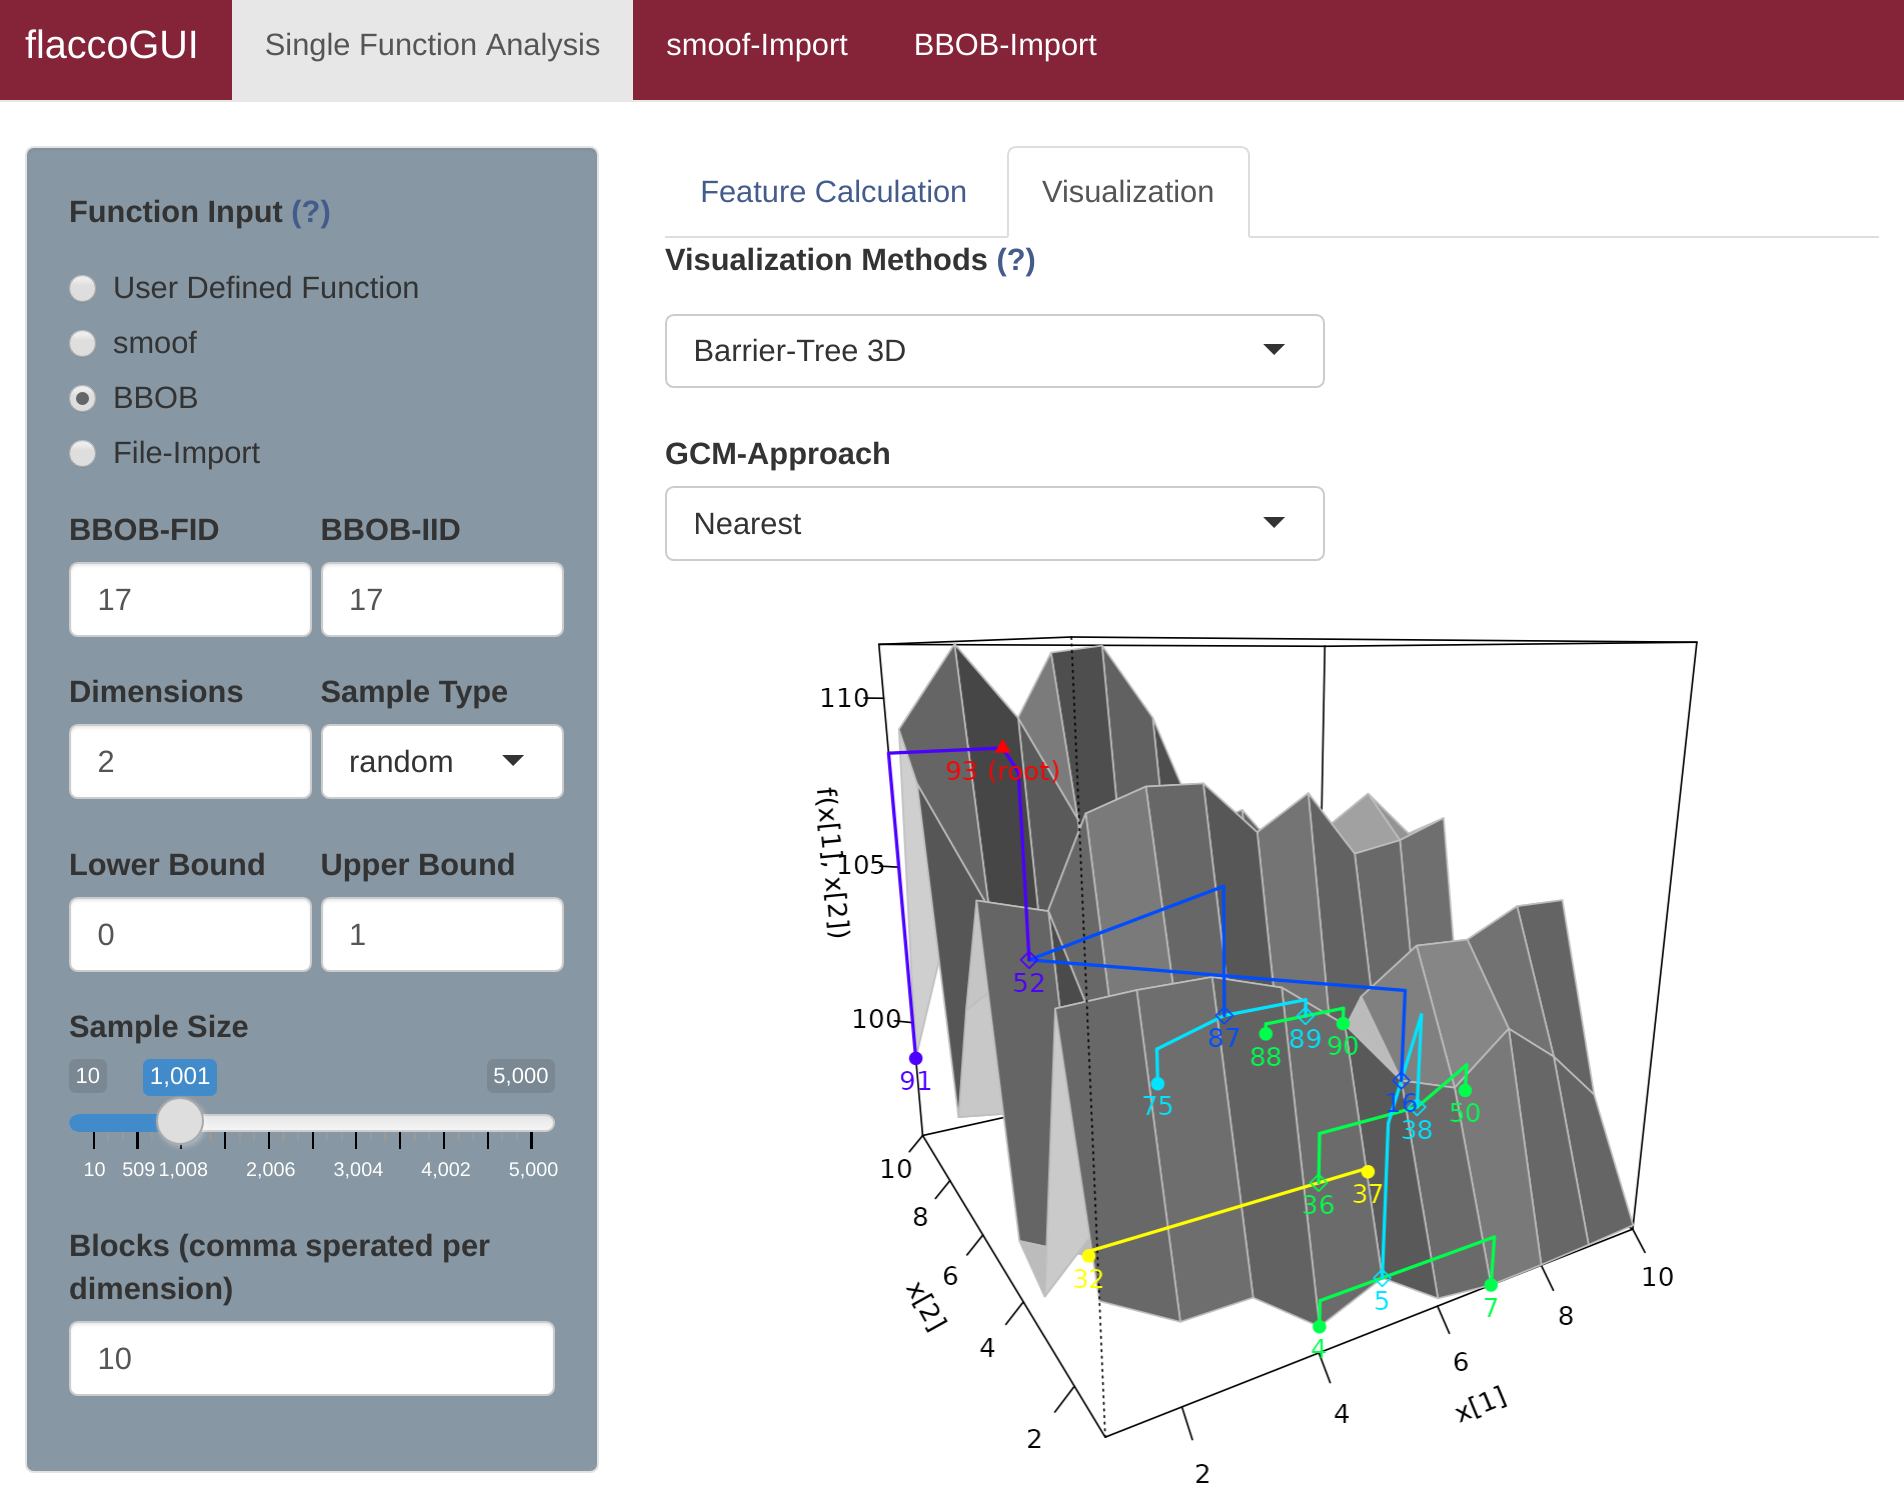 flaccoGUI Single Function Analysis smoof-Import BBOB-Import
Function Input (?)
User Defined Function
smoof
BBOB
File-Import
BBOB-FID BBOB-IID
17 17
Dimensions Sample Type
2 random
Lower Bound Upper Bound
0 1
Sample Size
10 1,001 5,000
10 509 1,008 2,006 3,004 4,002 5,000
Blocks (comma sperated per
dimension)
10
Feature Calculation Visualization
Visualization Methods (?)
Barrier-Tree 3D
GCM-Approach
Nearest
110
93 (root)
f(x[1], x[2])
105
52
100
87 88 89 90
91
75 16 38 50
10
8
36 37
6
32
5 7
4
4
x[2]
2
2
4
6
8
10
x[1]